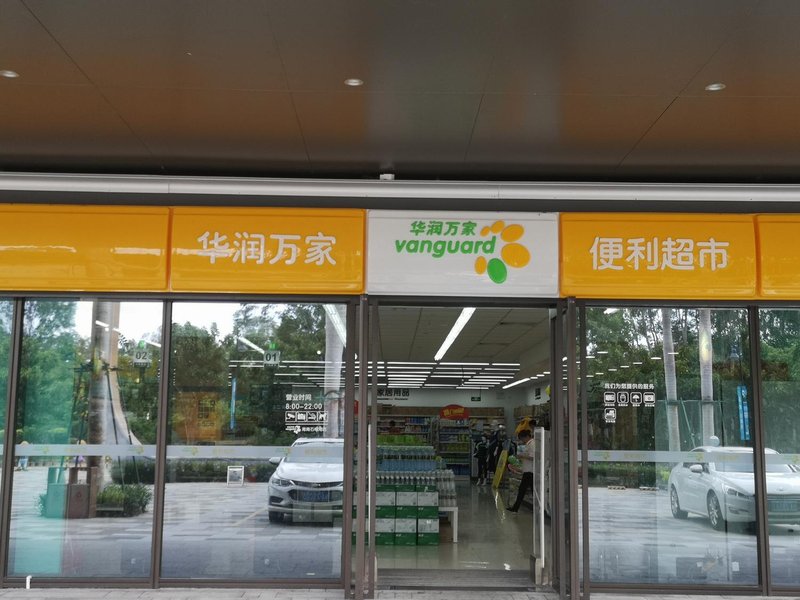 华润万家
华润万家
vanguard
便利超市
02
01
营业时间
8:00-22:00
家居用品
我们为您提供的服务